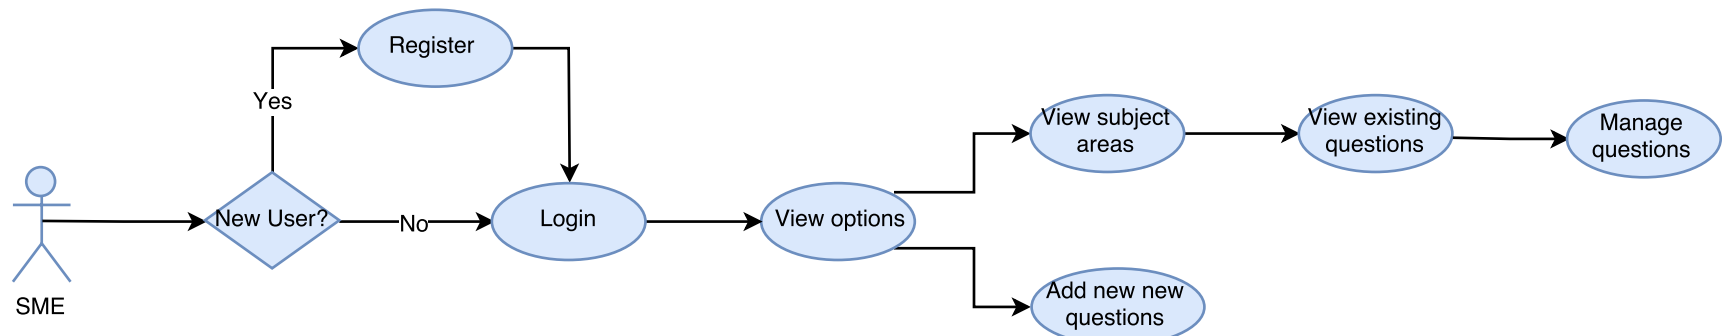 Register
Yes
New User?
No
SME
Login
View options
View subject
areas
View existing
questions
Manage
questions
Add new new
questions